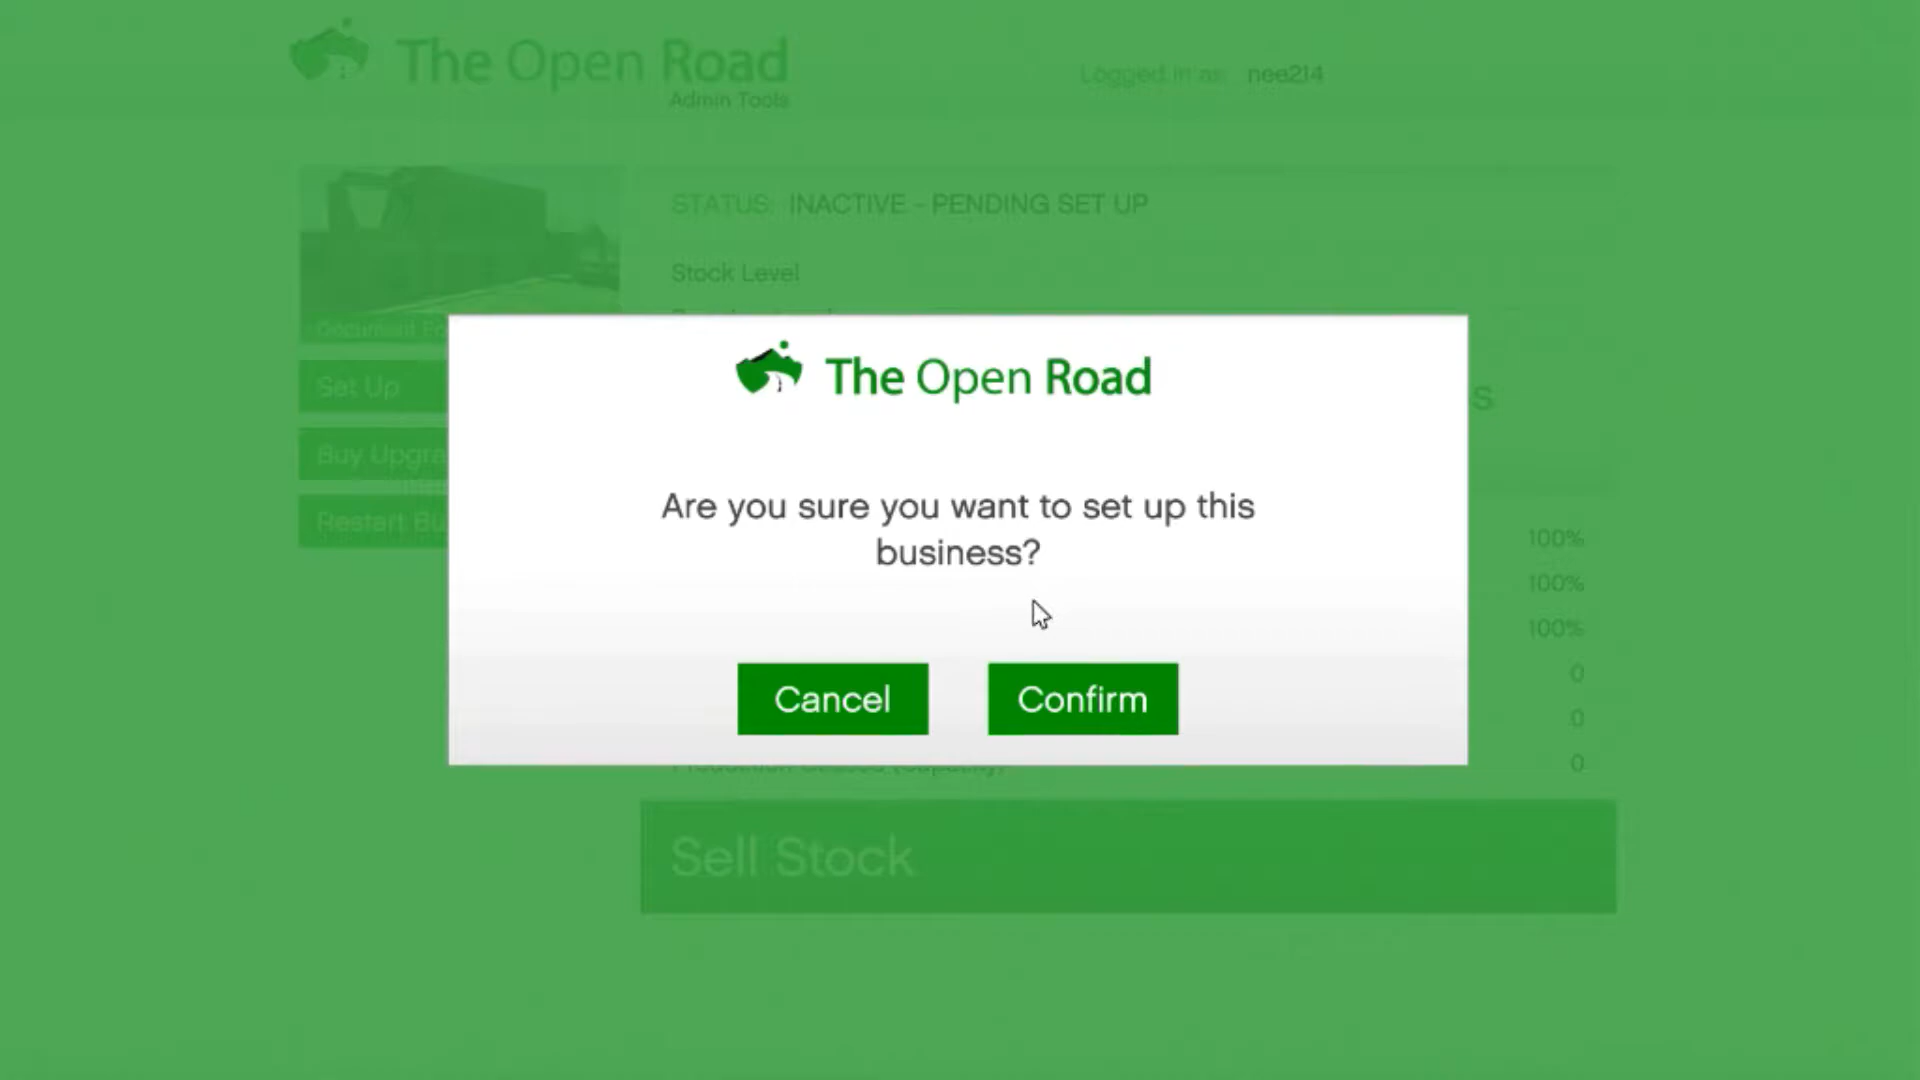 The Open Road
Admin Tools
Logged in as: nee214
STATUS: INACTIVE - PENDING SET UP
Stock Level
Set Up
The Open Road
Are you sure you want to set up this
business?
100%
100%
100%
0
0
0
Cancel
Confirm
Sell Stock